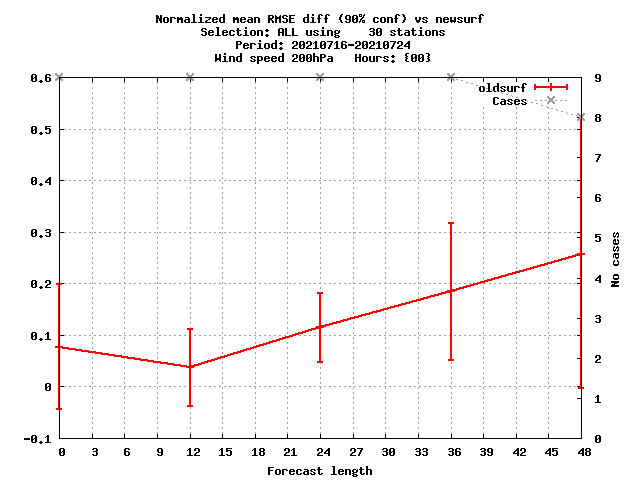 Normalized mean RMSE diff (90% conf) vs newsurf
Selection: ALL using    30 stations
Period: 20210716-20210724
Wind speed 200hPa   Hours: {00}
oldsurf
Cases
0.6
0.5
0.4
0.3
0.2
0.1
0
-0.1
9
8
7
6
5
4
3
2
1
0
No cases
0 3 6 9 12 15 18 21 24 27 30 33 36 39 42 45 48
Forecast length